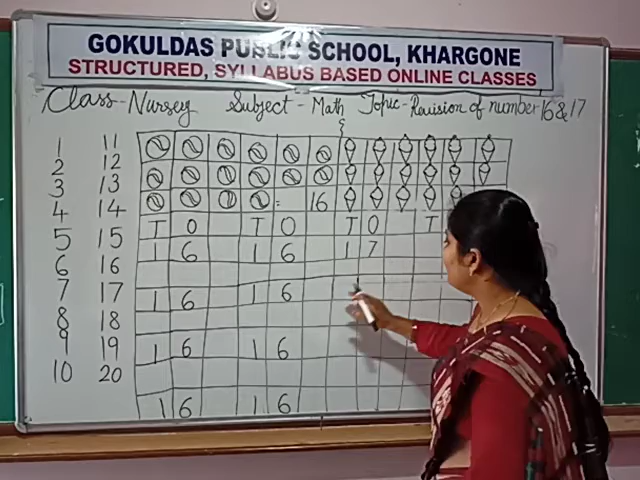 GOKULDAS PUBLIC SCHOOL, KHARGONE
STRUCTURED, SYLLABUS BASED ONLINE CLASSES
Class - Nursery Subject - Math Topic - Revision of number 16 & 17
1 11
2 12
3 13
4 14 16
5 15 T O T O T O T
6 16 1 6 1 6 1 7
7 17 1 6 1 6 1
8 18
9 19 1 6 1 6
10 20
1 6 1 6